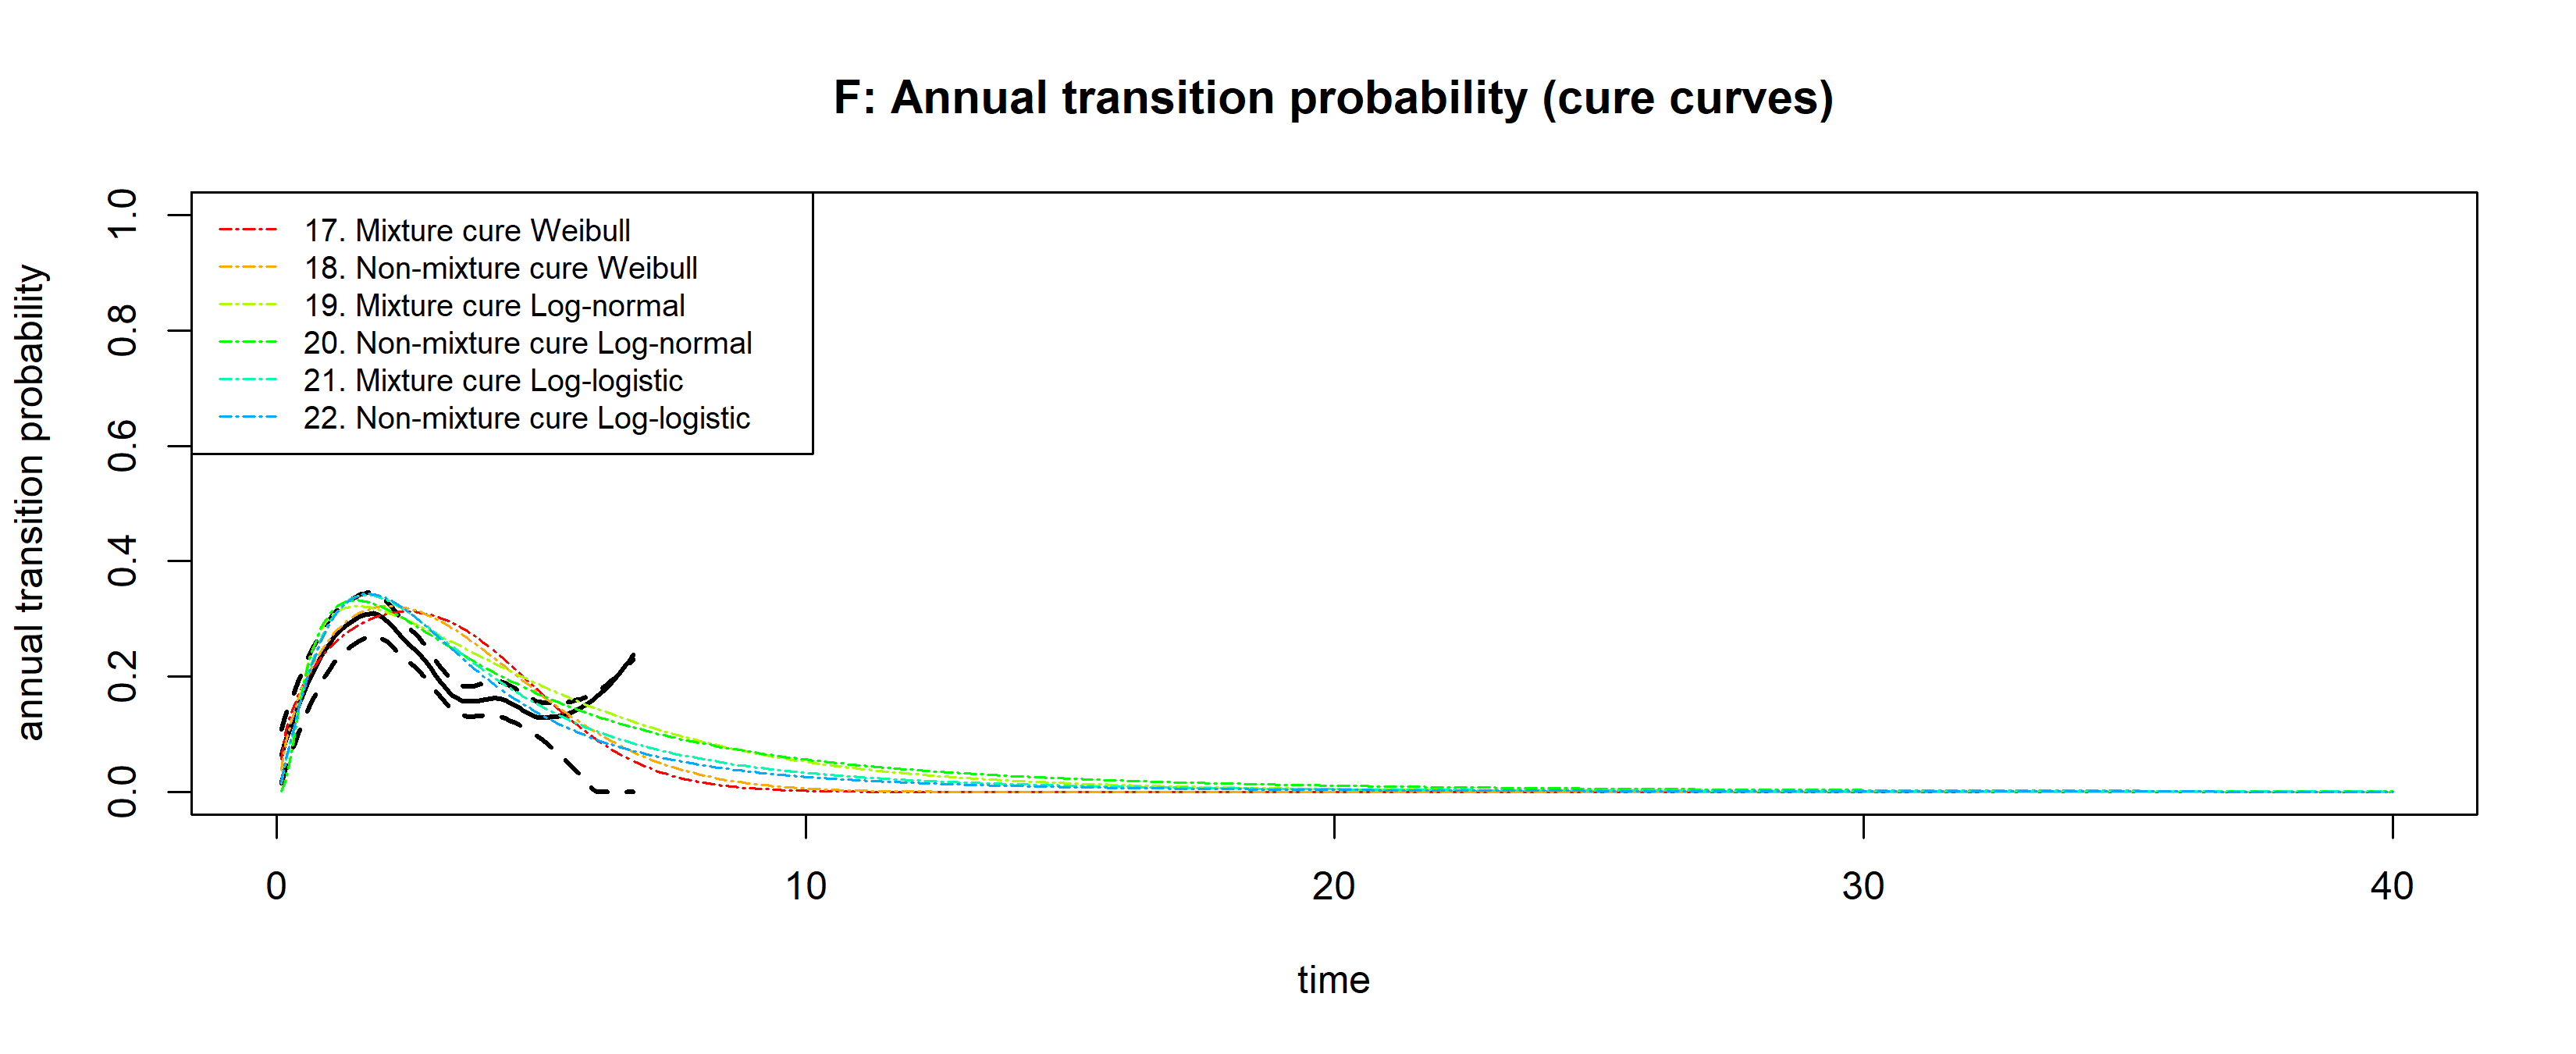 F: Annual transition probability (cure curves)
annual transition probability
1.0
0.8
0.6
0.4
0.2
0.0
17. Mixture cure Weibull
18. Non-mixture cure Weibull
19. Mixture cure Log-normal
20. Non-mixture cure Log-normal
21. Mixture cure Log-logistic
22. Non-mixture cure Log-logistic
0 10 20 30 40
time